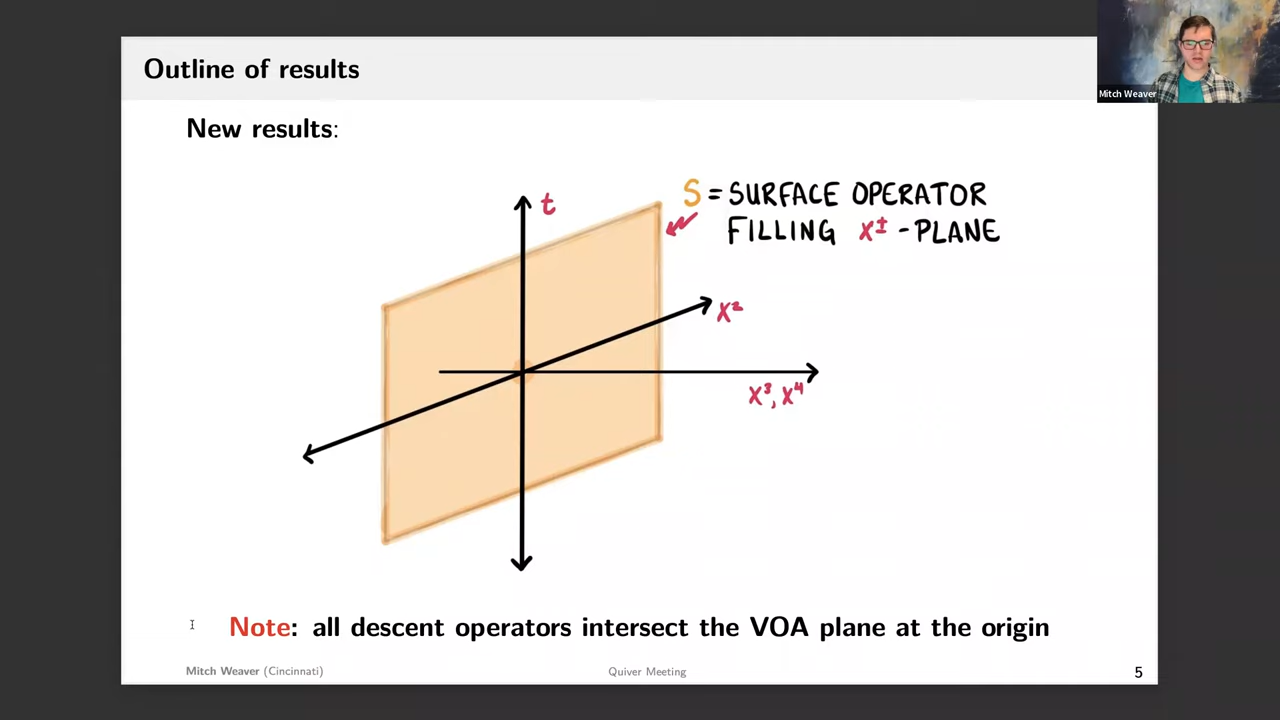 Outline of results
Mitch Weaver
New results:
t
S = SURFACE OPERATOR
FILLING x± - PLANE
x²
x³, x⁴
Note: all descent operators intersect the VOA plane at the origin
Mitch Weaver (Cincinnati)
Quiver Meeting
5